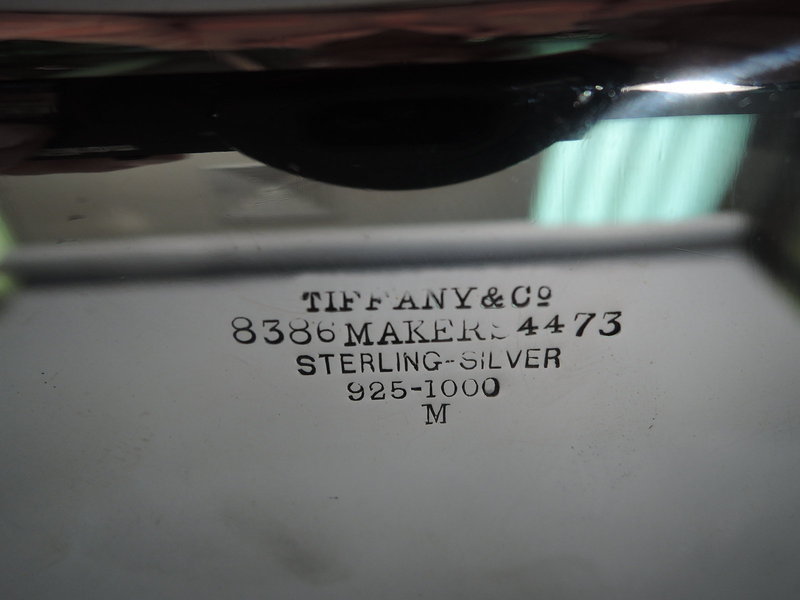 TIFFANY & Cº
8386 MAKERS 4473
STERLING-SILVER
925-1000
M